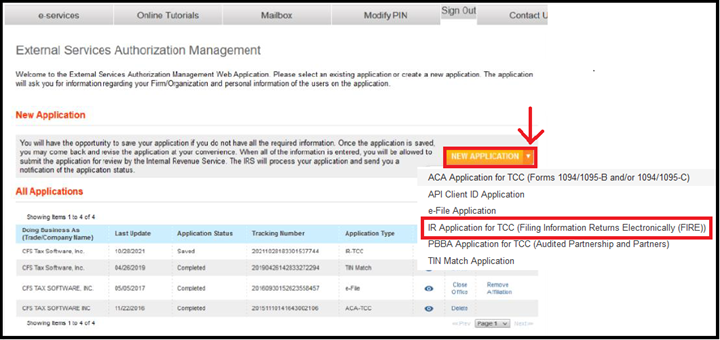 e-services Online Tutorials Mailbox Modify PIN Sign Out Contact U
External Services Authorization Management
Welcome to the External Services Authorization Management Web Application. Please select an existing application or create a new application. The application
will ask you for information regarding your Firm/Organization and personal information of the users on the application.
New Application
You will have the opportunity to save your application if you do not have all the required information. Once the application is saved,
you may come back and revise the application at your convenience. When all of the information is entered, you will be allowed to
submit the application for review by the Internal Revenue Service. The IRS will process your application and send you a
notification of the application status.
NEW APPLICATION
ACA Application for TCC (Forms 1094/1095-B and/or 1094/1095-C)
API Client ID Application
e-File Application
IR Application for TCC (Filing Information Returns Electronically (FIRE))
PBBA Application for TCC (Audited Partnership and Partners)
TIN Match Application
All Applications
Showing items 1 to 4 of 4
Doing Business As
(Trade/Company Name) Last Update Application Status Tracking Number Application Type
CFS Tax Software, Inc. 10/28/2021 Saved IR-TCC
CFS Tax Software, Inc. 04/26/2019 Completed TIN Match
CFS TAX SOFTWARE, INC. 05/05/2017 Completed e-File Close Office Remove Affiliation
CFS TAX SOFTWARE INC 11/22/2016 Completed ACA-TCC Delete
Showing items 1 to 4 of 4 Page 1